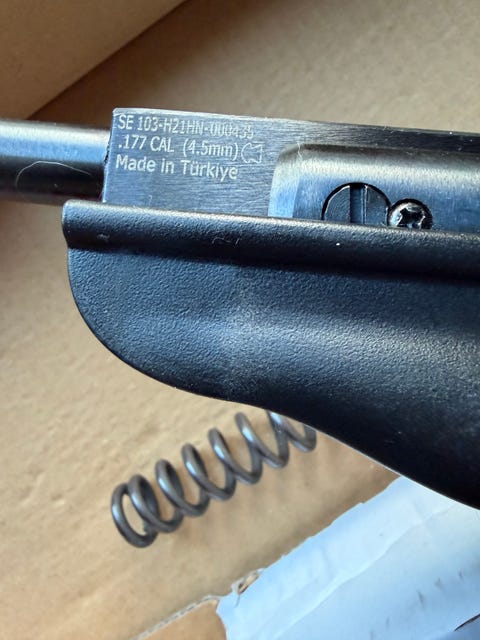 SE 103-H21HN-000435
.177 CAL (4.5mm)
Made in Türkiye